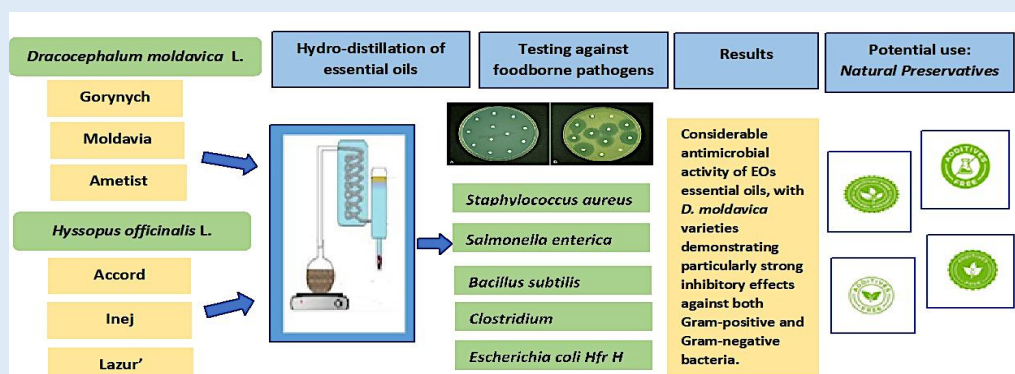 Dracocephalum moldavica L.
Gorynych
Moldavia
Ametist
Hyssopus officinalis L.
Accord
Inej
Lazur’
Hydro-distillation of
essential oils
Testing against
foodborne pathogens
A
B
Staphylococcus aureus
Salmonella enterica
Bacillus subtilis
Clostridium
Escherichia coli Hfr H
Results
Considerable
antimicrobial
activity of EOs
essential oils, with
D. moldavica
varieties
demonstrating
particularly strong
inhibitory effects
against both
Gram-positive and
Gram-negative
bacteria.
Potential use:
Natural Preservatives
ADDITIVES
FREE
ADDITIVES
FREE